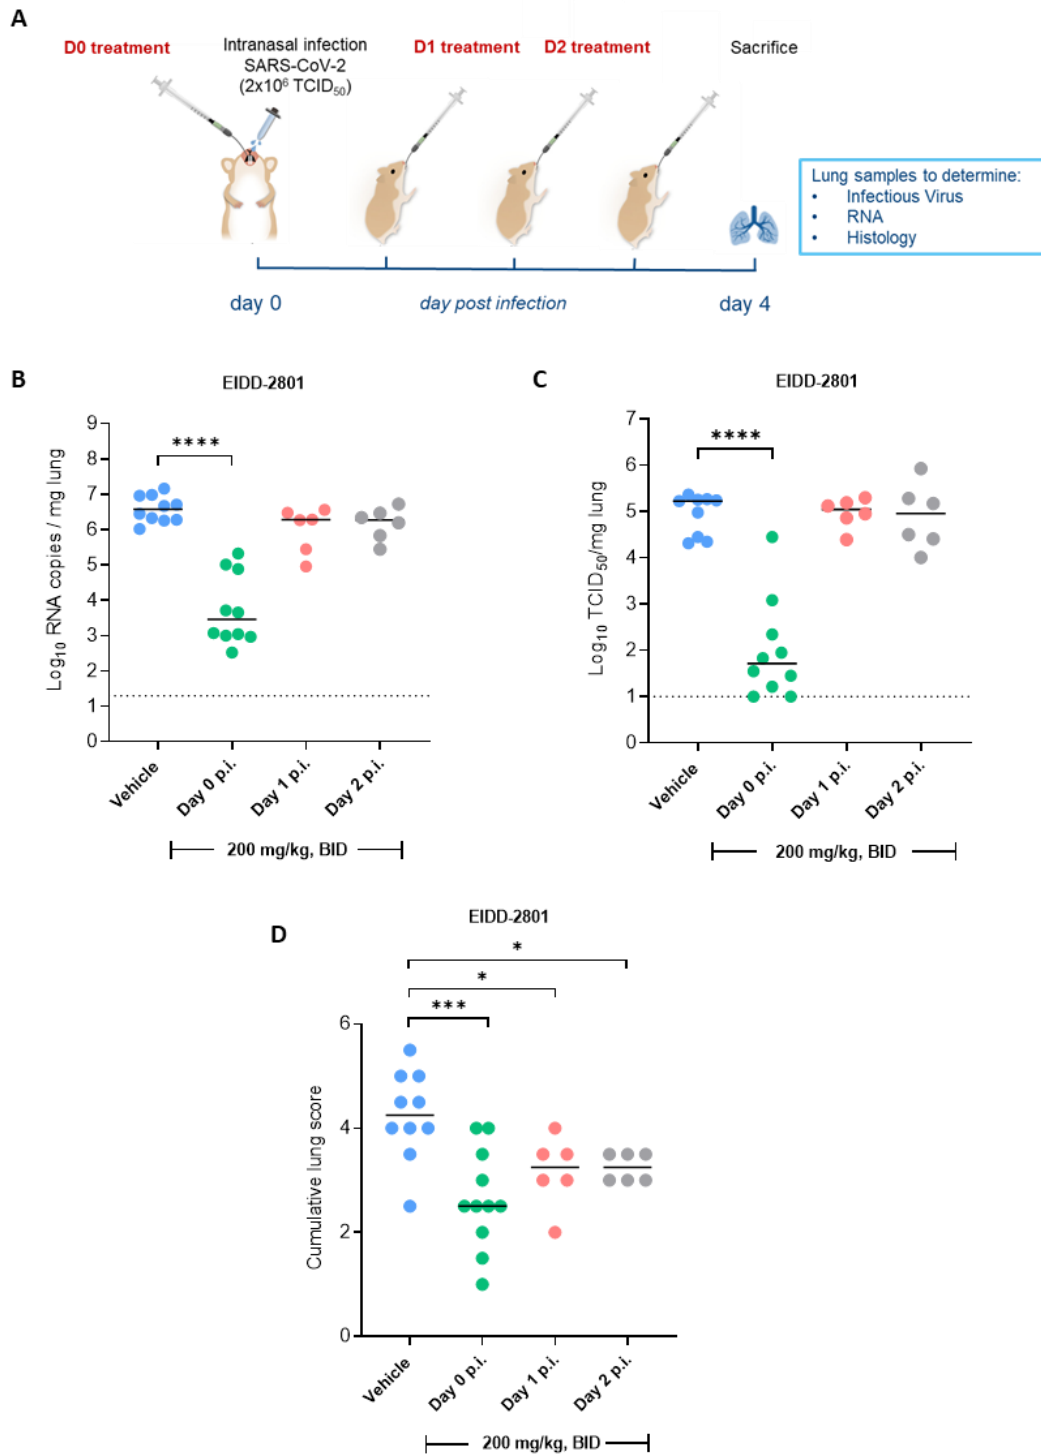 A
D0 treatment
Intranasal infection
SARS-CoV-2
(2x10⁶ TCID₅₀)
D1 treatment
D2 treatment
Sacrifice
Lung samples to determine:
• Infectious Virus
• RNA
• Histology
day 0
day post infection
day 4
B
EIDD-2801
****
Log₁₀ RNA copies / mg lung
9
8
7
6
5
4
3
2
1
0
Vehicle
Day 0 p.i.
Day 1 p.i.
Day 2 p.i.
200 mg/kg, BID
C
EIDD-2801
****
Log₁₀ TCID₅₀/mg lung
7
6
5
4
3
2
1
0
Vehicle
Day 0 p.i.
Day 1 p.i.
Day 2 p.i.
200 mg/kg, BID
D
EIDD-2801
*
*
***
Cumulative lung score
6
4
2
0
Vehicle
Day 0 p.i.
Day 1 p.i.
Day 2 p.i.
200 mg/kg, BID